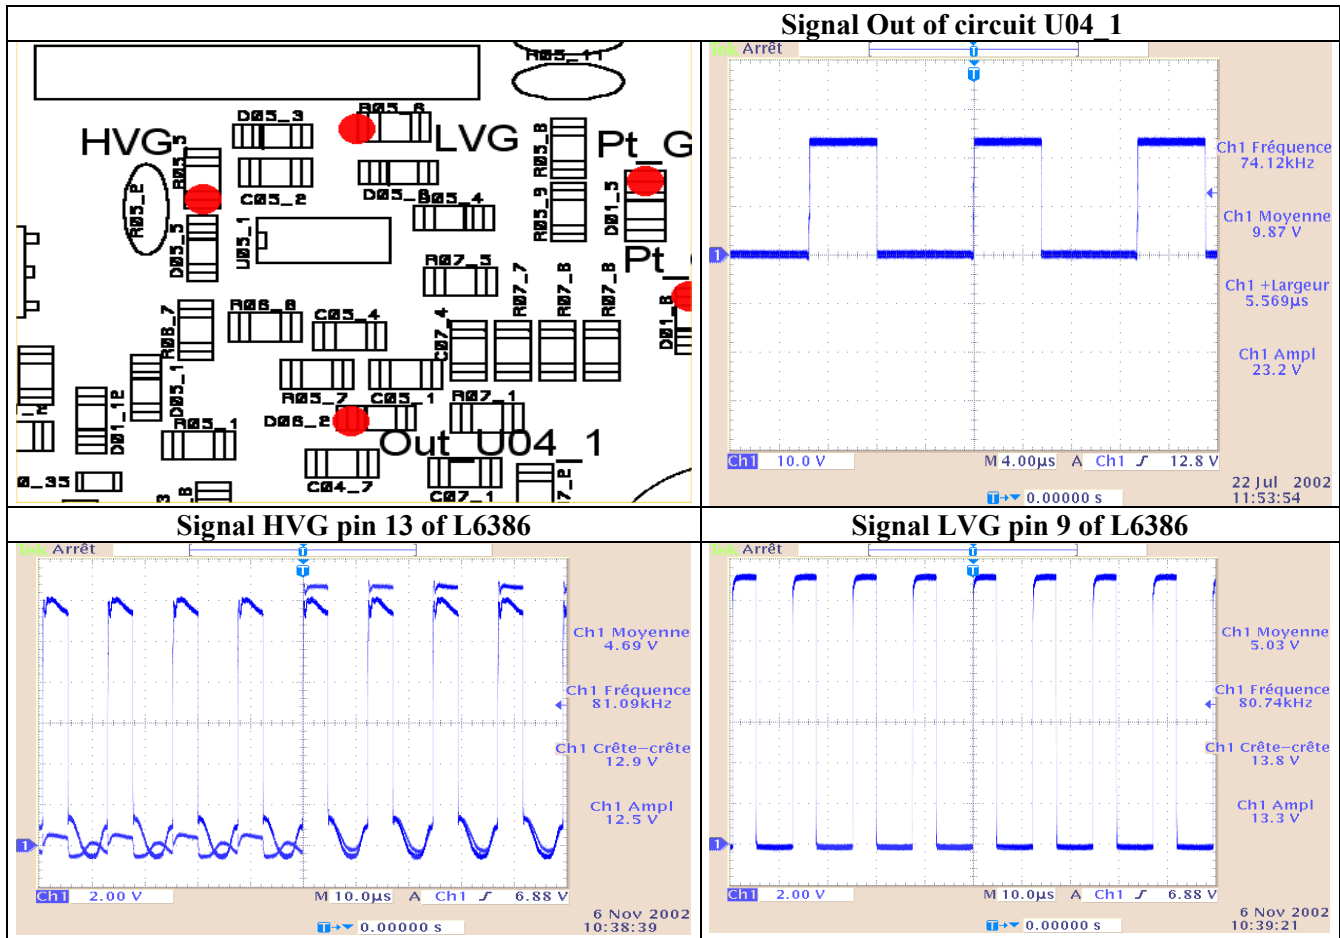 Signal Out of circuit U04_1
R05_11
D05_3
R05_6
HVG
LVG
R05_5
R05_8
Pt_G
C05_2
D05_6
R05_2
R05_4
R05_9
D01_5
D05_5
U05_1
Pt_
R07_5
R06_8
C05_4
C07_4
R07_7
R07_8
R07_8
D01_8
R08_7
D05_1
R05_7
C05_1
R07_1
D06_2
D01_12
R05_1
Out_U04_1
0_35
C04_7
C07_1
7_2
Tek Arrêt
Ch1 Fréquence
74.12kHz
Ch1 Moyenne
9.87 V
Ch1 +Largeur
5.569µs
Ch1 Ampl
23.2 V
1
Ch1 10.0 V M 4.00µs A Ch1 12.8 V
22 Jul 2002
11:53:54
T 0.00000 s
Signal HVG pin 13 of L6386
Tek Arrêt
Ch1 Moyenne
4.69 V
Ch1 Fréquence
81.09kHz
Ch1 Crête-crête
12.9 V
Ch1 Ampl
12.5 V
1
Ch1 2.00 V M 10.0µs A Ch1 6.88 V
6 Nov 2002
10:38:39
T 0.00000 s
Signal LVG pin 9 of L6386
Tek Arrêt
Ch1 Moyenne
5.03 V
Ch1 Fréquence
80.74kHz
Ch1 Crête-crête
13.8 V
Ch1 Ampl
13.3 V
1
Ch1 2.00 V M 10.0µs A Ch1 6.88 V
6 Nov 2002
10:39:21
T 0.00000 s